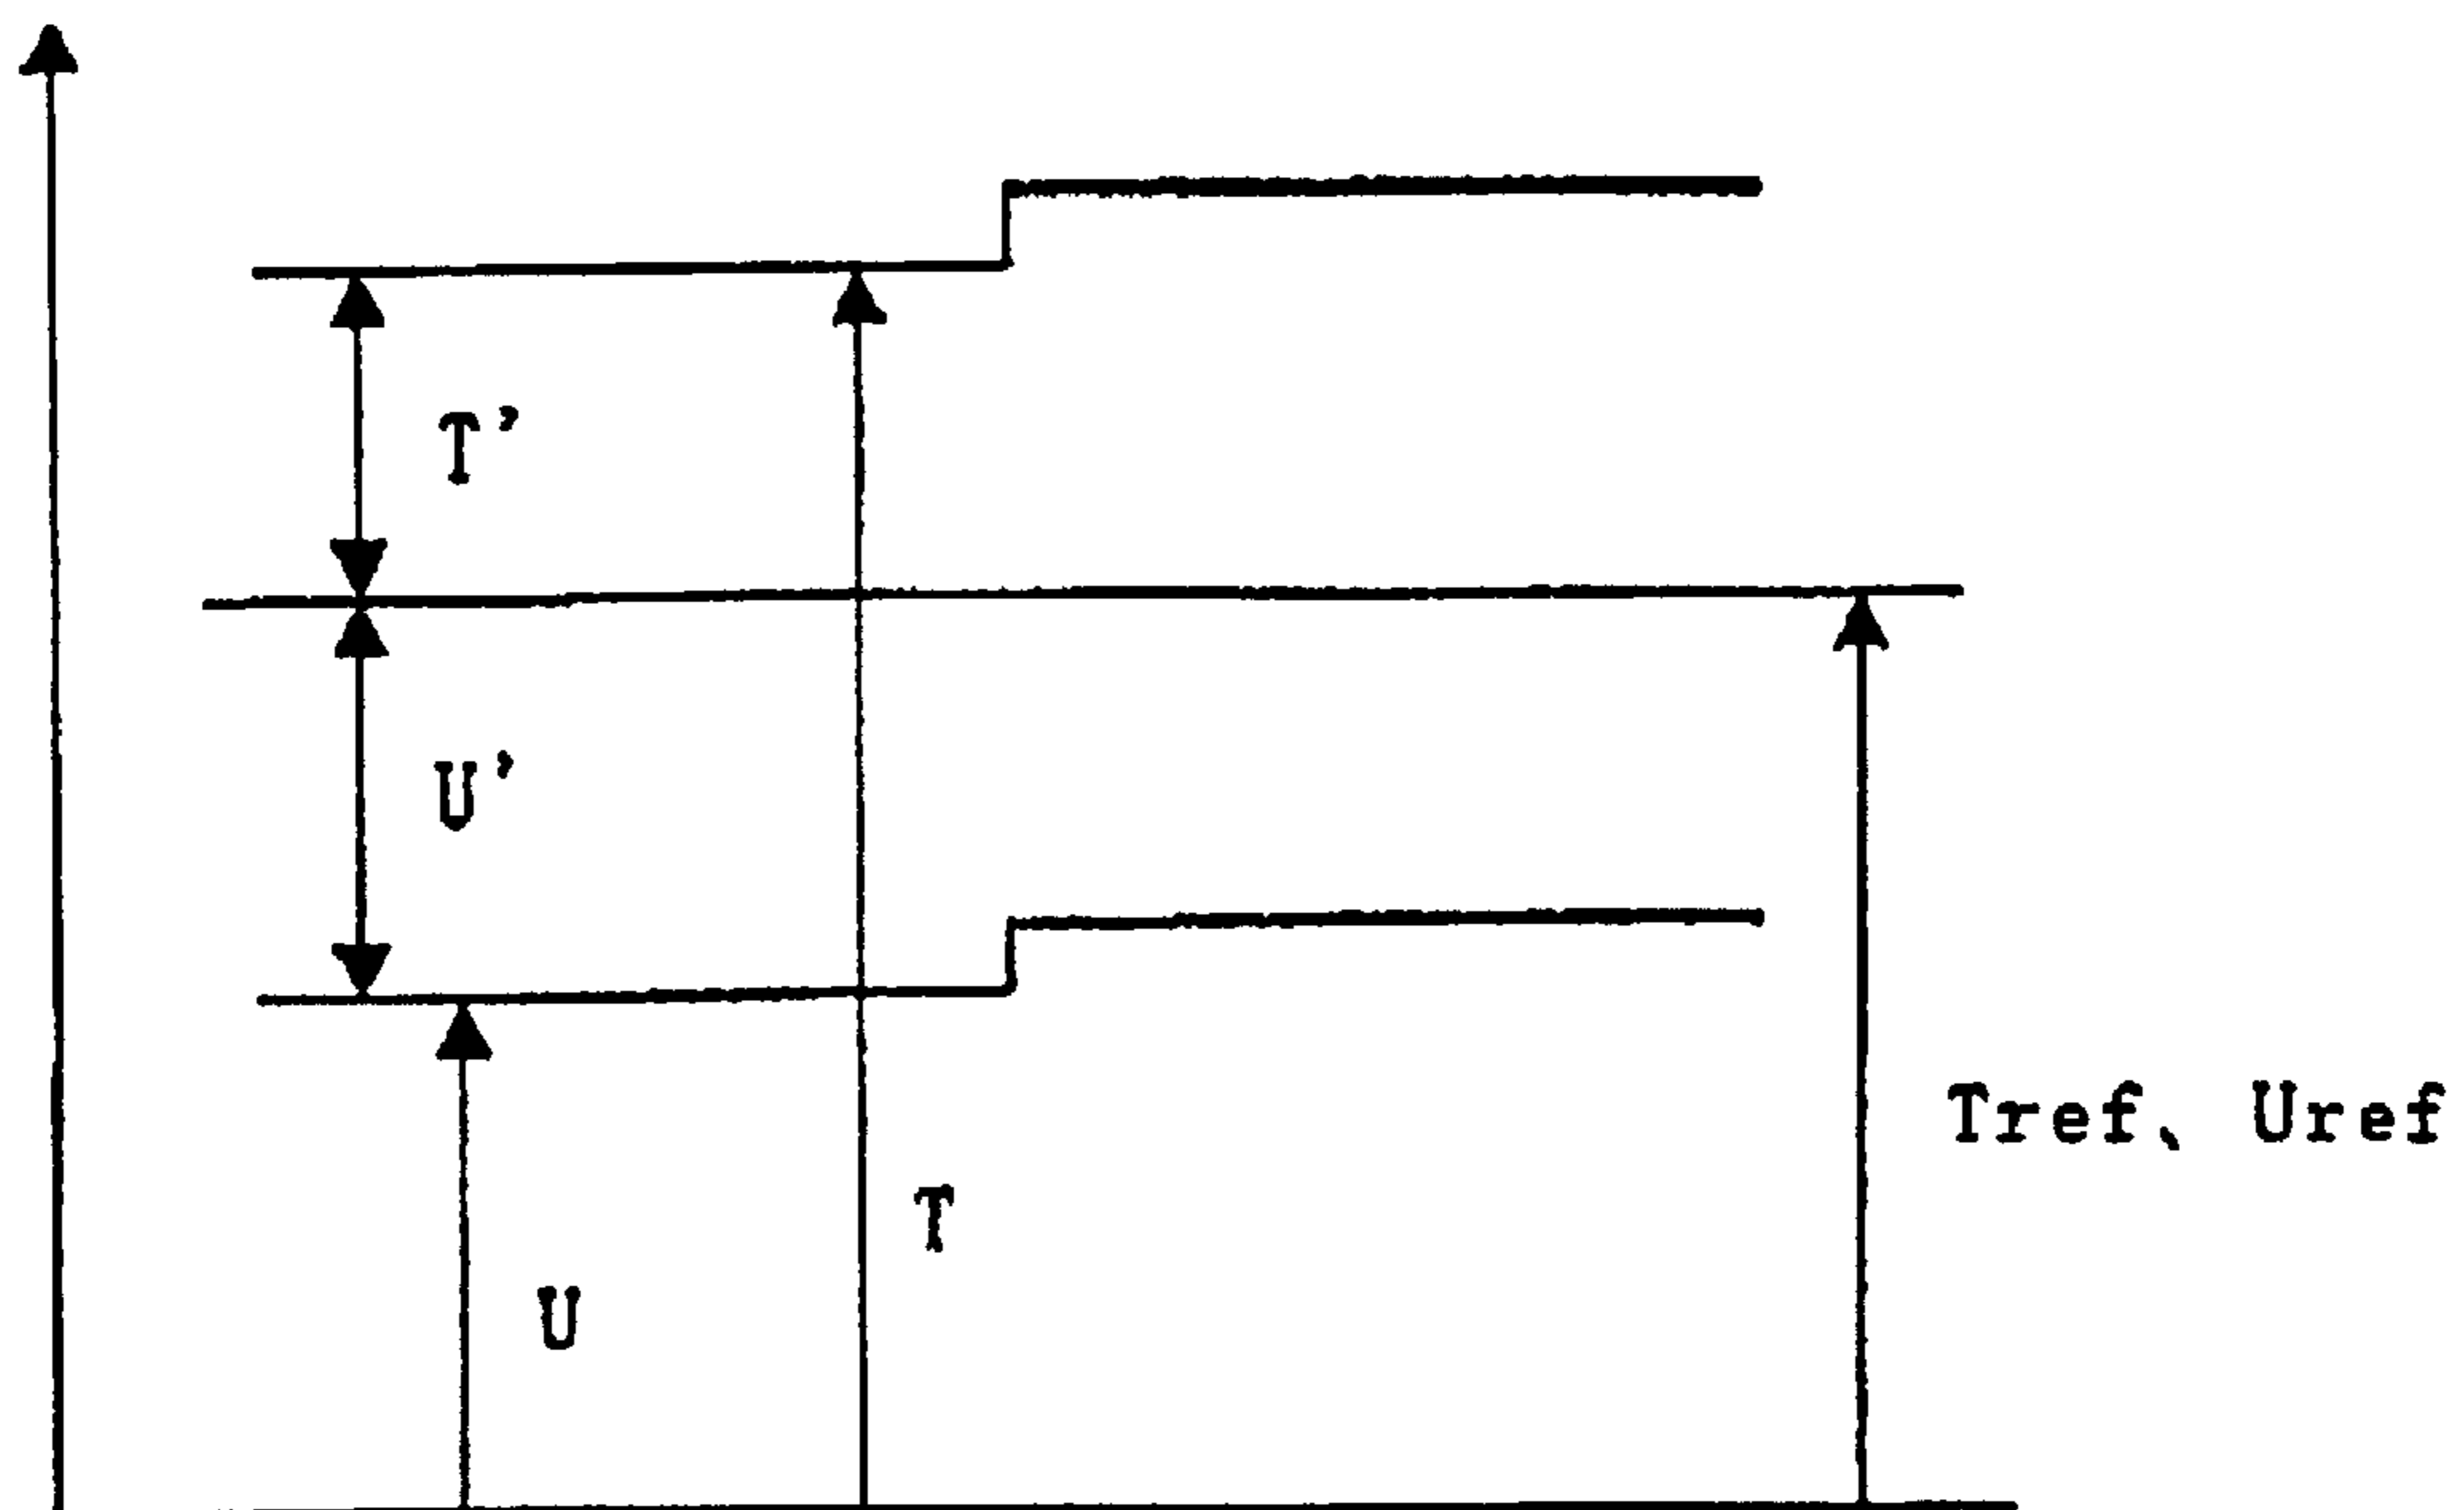 T’
U’
Tref、 Uref
T
U